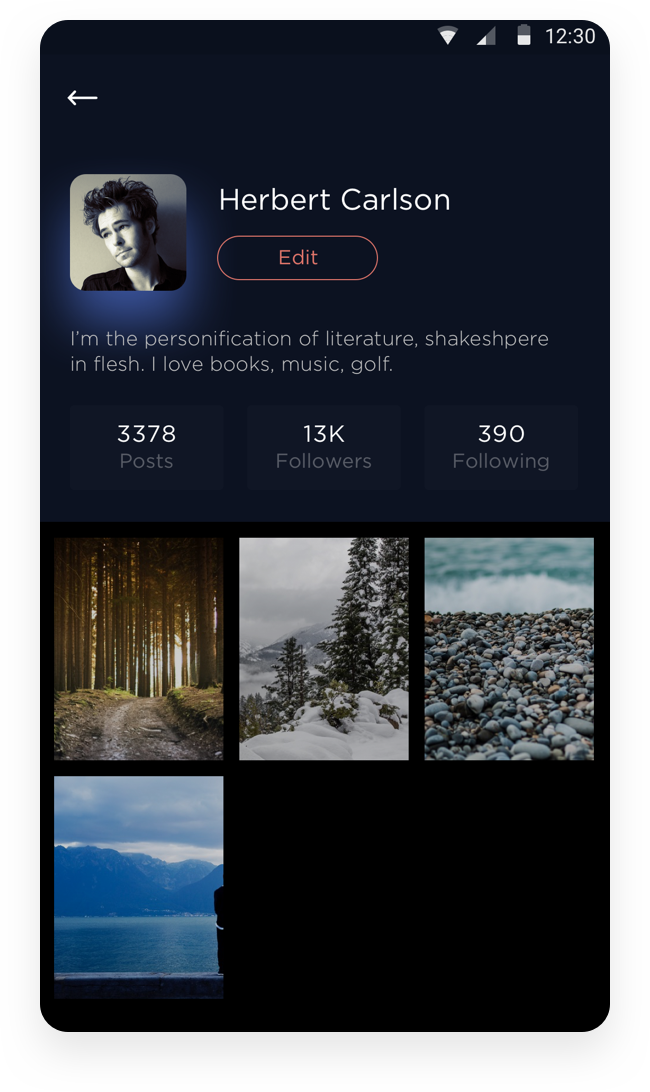 12:30
Herbert Carlson
Edit
I'm the personification of literature, shakeshpere
in flesh. I love books, music, golf.
3378 13K 390
Posts Followers Following